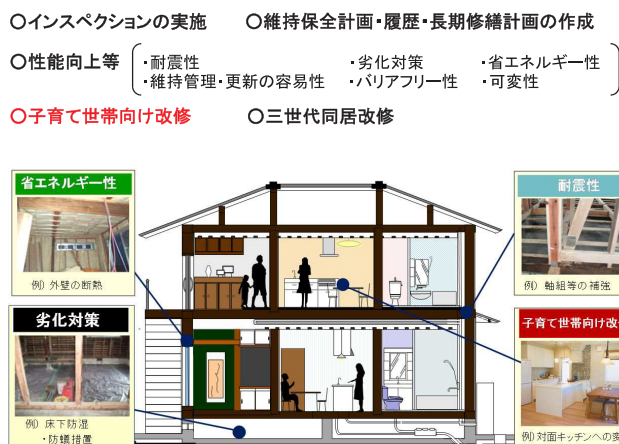 〇インスペクションの実施 〇維持保全計画・履歴・長期修繕計画の作成
〇性能向上等 ・耐震性 ・劣化対策 ・省エネルギー性
・維持管理・更新の容易性 ・バリアフリー性 ・可変性
〇子育て世帯向け改修 〇三世代同居改修
省エネルギー性
例) 外壁の断熱
劣化対策
例) 床下防湿
・防蟻措置
耐震性
例) 軸組等の補強
子育て世帯向け改
例) 対面キッチンへの変